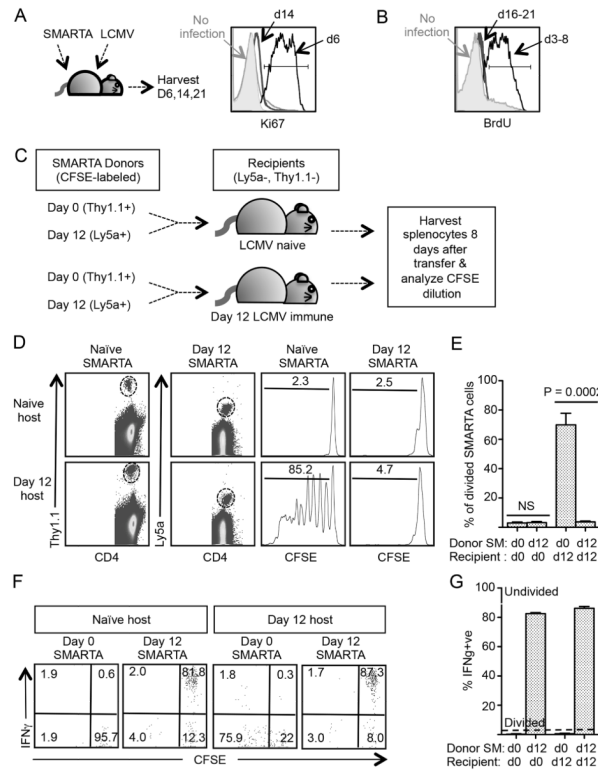 A
SMARTA LCMV
Harvest
D6,14,21
No
infection
d14
d6
Ki67
B
No
infection
d16-21
d3-8
BrdU
C
SMARTA Donors
(CFSE-labeled)
Recipients
(Ly5a-, Thy1.1-)
Day 0 (Thy1.1+)
Day 12 (Ly5a+)
LCMV naive
Day 0 (Thy1.1+)
Day 12 (Ly5a+)
Day 12 LCMV immune
Harvest
splenocytes 8
days after
transfer &
analyze CFSE
dilution
D
Naïve
SMARTA
Day 12
SMARTA
Naïve
SMARTA
Day 12
SMARTA
Naive
host
2.3
2.5
Day 12
host
85.2
4.7
Thy1.1
Ly5a
CD4
CD4
CFSE
CFSE
E
% of divided SMARTA cells
100
80
60
40
20
P = 0.0002
NS
Donor SM: d0 d12 d0 d12
Recipient : d0 d0 d12 d12
F
Naïve host
Day 12 host
Day 0
SMARTA
Day 12
SMARTA
Day 0
SMARTA
Day 12
SMARTA
1.9 0.6 2.0 81.8 1.8 0.3 1.7 87.3
1.9 95.7 4.0 12.3 75.9 22 3.0 8.0
IFNγ
CFSE
G
% IFNg+ve
100
80
60
40
20
Undivided
Divided
Donor SM: d0 d12 d0 d12
Recipient : d0 d0 d12 d12